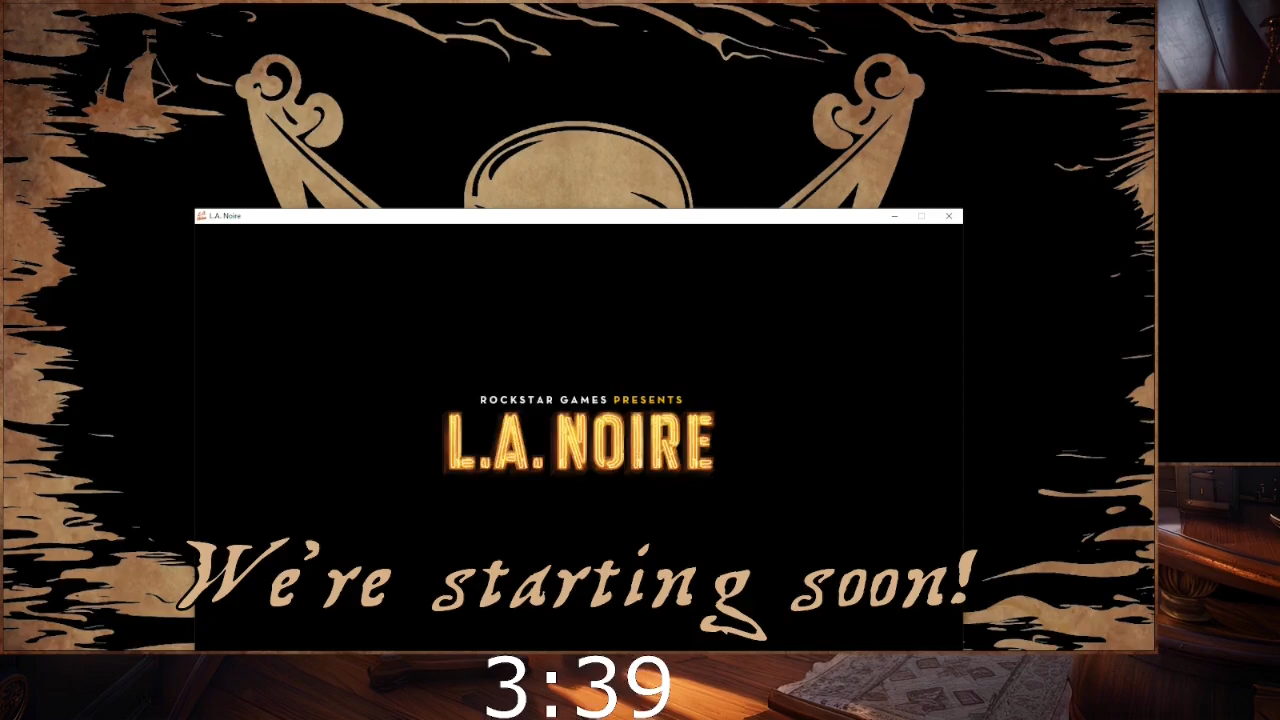 L.A. Noire
ROCKSTAR GAMES PRESENTS
L.A. NOIRE
We're starting soon!
3:39